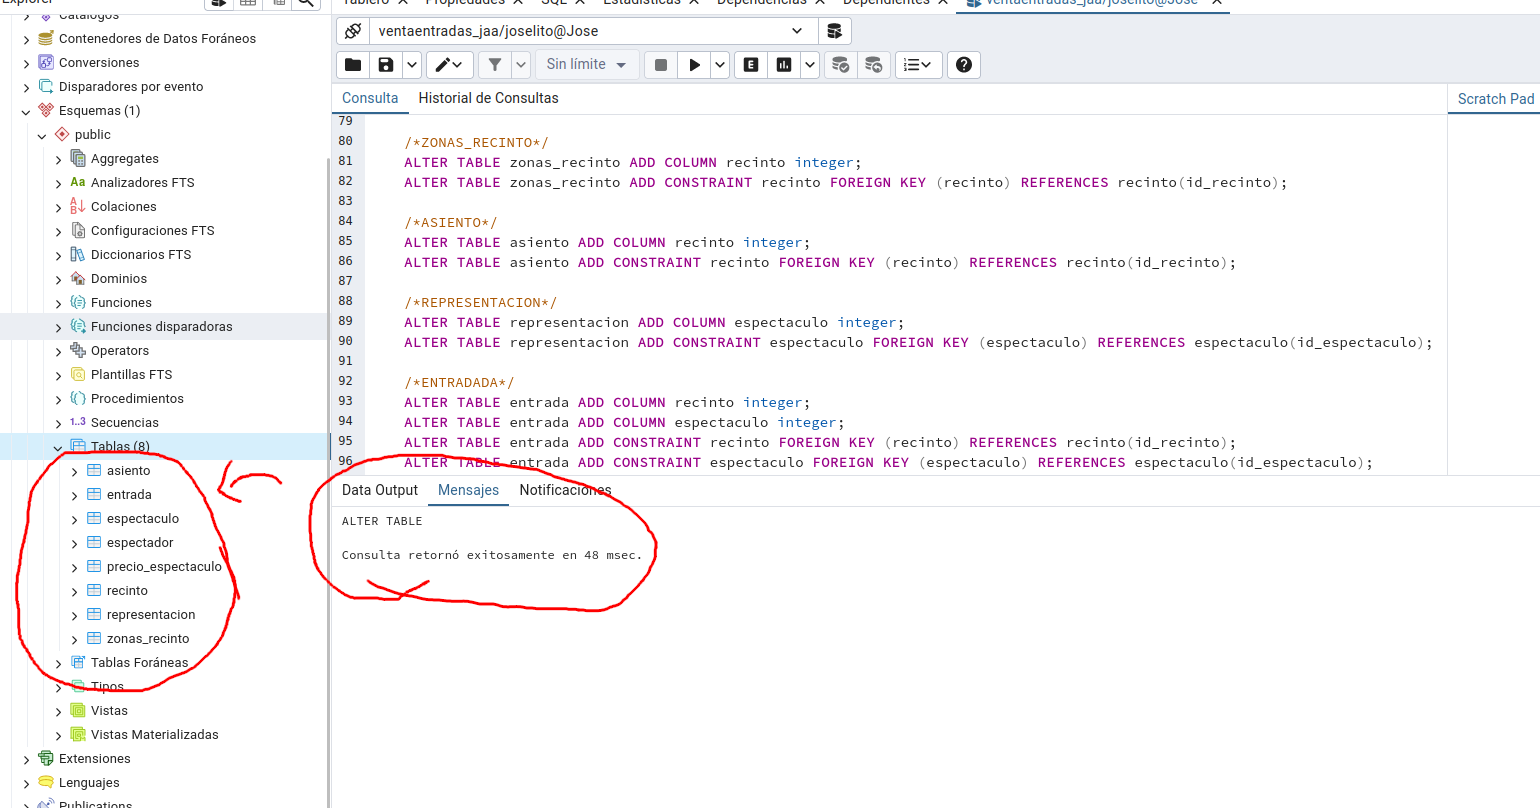 Explorer
Catálogos
Contenedores de Datos Foráneos
Conversiones
Disparadores por evento
Esquemas (1)
public
Aggregates
Aa Analizadores FTS
Colaciones
Configuraciones FTS
Diccionarios FTS
Dominios
Funciones
Funciones disparadoras
Operators
Plantillas FTS
Procedimientos
1..3 Secuencias
Tablas (8)
asiento
entrada
espectaculo
espectador
precio_espectaculo
recinto
representacion
zonas_recinto
Tablas Foráneas
Tipos
Vistas
Vistas Materializadas
Extensiones
Lenguajes
Publications
Tablero Propiedades SQL Estadísticas Dependencias Dependientes ventaentradas_jaa/joselito@Jose
ventaentradas_jaa/joselito@Jose
Sin límite
E
Consulta Historial de Consultas
Scratch Pad
79
80 /*ZONAS_RECINTO*/
81 ALTER TABLE zonas_recinto ADD COLUMN recinto integer;
82 ALTER TABLE zonas_recinto ADD CONSTRAINT recinto FOREIGN KEY (recinto) REFERENCES recinto(id_recinto);
83
84 /*ASIENTO*/
85 ALTER TABLE asiento ADD COLUMN recinto integer;
86 ALTER TABLE asiento ADD CONSTRAINT recinto FOREIGN KEY (recinto) REFERENCES recinto(id_recinto);
87
88 /*REPRESENTACION*/
89 ALTER TABLE representacion ADD COLUMN espectaculo integer;
90 ALTER TABLE representacion ADD CONSTRAINT espectaculo FOREIGN KEY (espectaculo) REFERENCES espectaculo(id_espectaculo);
91
92 /*ENTRADADA*/
93 ALTER TABLE entrada ADD COLUMN recinto integer;
94 ALTER TABLE entrada ADD COLUMN espectaculo integer;
95 ALTER TABLE entrada ADD CONSTRAINT recinto FOREIGN KEY (recinto) REFERENCES recinto(id_recinto);
96 ALTER TABLE entrada ADD CONSTRAINT espectaculo FOREIGN KEY (espectaculo) REFERENCES espectaculo(id_espectaculo);
Data Output Mensajes Notificaciones
ALTER TABLE
Consulta retornó exitosamente en 48 msec.